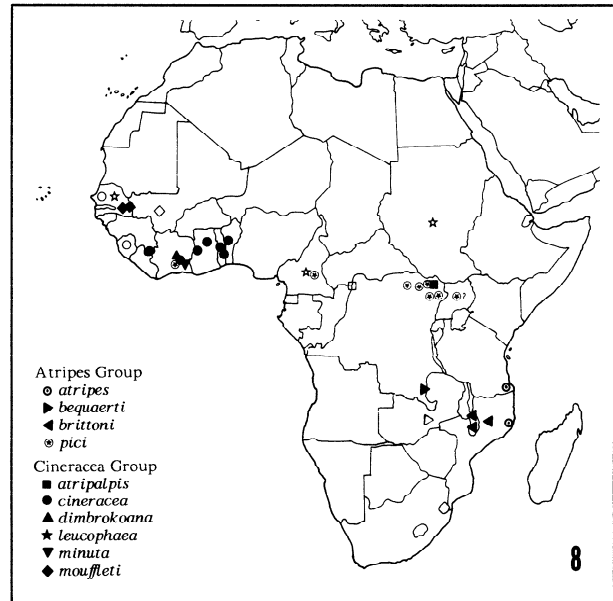 ?
Atripes Group
atripes
bequaerti
brittoni
pici
Cineracea Group
atripalpis
cineracea
dimbrokoana
leucophaea
minuta
mouffleti
8